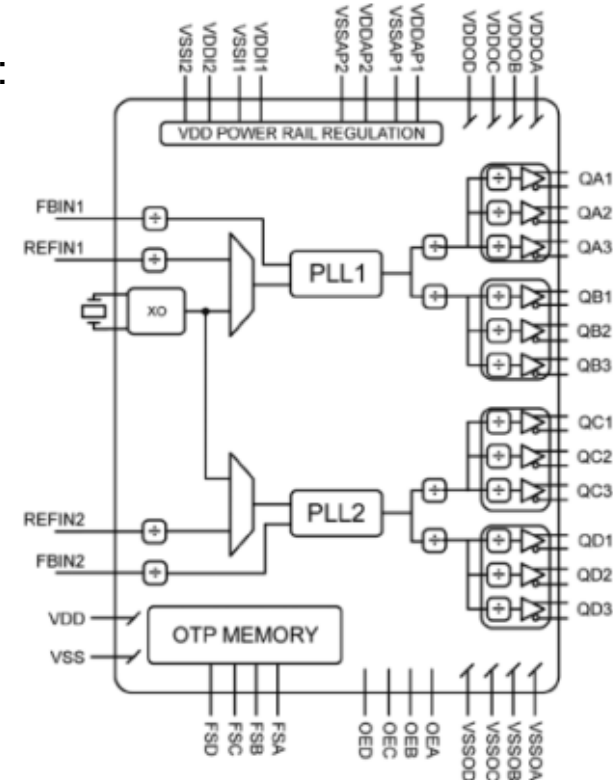 :
VSSI2
VDDI2
VSSI1
VDDI1
VSSAP2
VDDAP2
VSSAP1
VDDAP1
VDDOD
VDDOC
VDDOB
VDDOA
VDD POWER RAIL REGULATION
FBIN1
÷
REFIN1
÷
XO
PLL1
÷
÷
÷
QA1
÷
QA2
÷
QA3
÷
QB1
÷
QB2
÷
QB3
÷
QC1
÷
QC2
÷
QC3
÷
QD1
÷
QD2
÷
QD3
REFIN2
÷
FBIN2
÷
PLL2
÷
÷
VDD
VSS
OTP MEMORY
FSD
FSC
FSB
FSA
OED
OEC
OEB
OEA
VSSOD
VSSOC
VSSOB
VSSOA